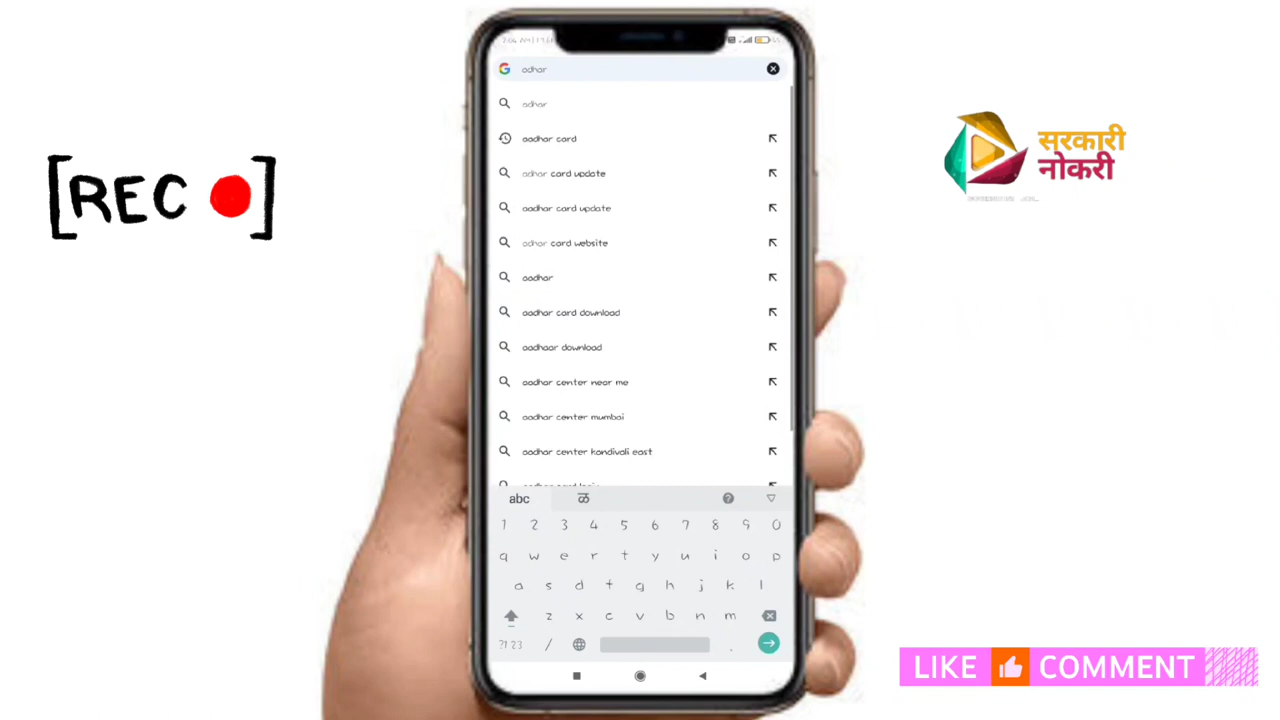 adhar
adhar
aadhar card
adhar card update
aadhar card update
adhar card website
aadhar
aadhar card download
aadhaar download
aadhar center near me
aadhar center mumbai
aadhar center kandivali east
abc ळ ?
1 2 3 4 5 6 7 8 9 0
q w e r t y u i o p
a s d f g h j k l
z x c v b n m
?123 / .
[REC ]
सरकारी
नोकरी
LIKE COMMENT